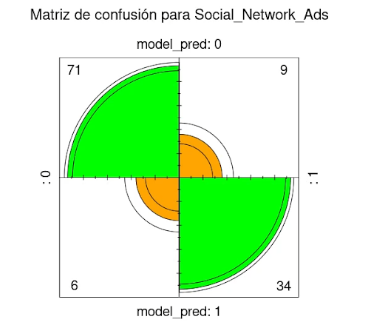 Matriz de confusión para Social_Network_Ads
model_pred: 0
71
9
: 0
: 1
6
34
model_pred: 1